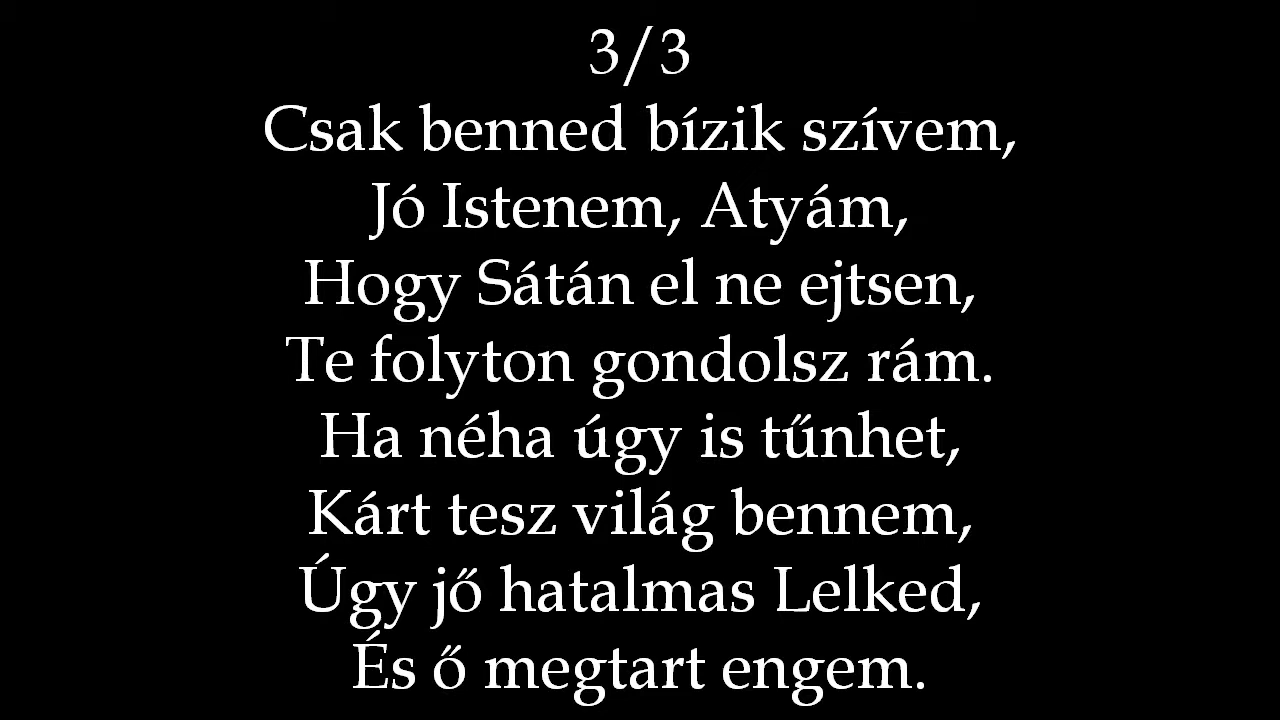 3/3
Csak benned bízik szívem,
Jó Istenem, Atyám,
Hogy Sátán el ne ejtsen,
Te folyton gondolsz rám.
Ha néha úgy is tűnhet,
Kárt tesz világ bennem,
Úgy jő hatalmas Lelked,
És ő megtart engem.